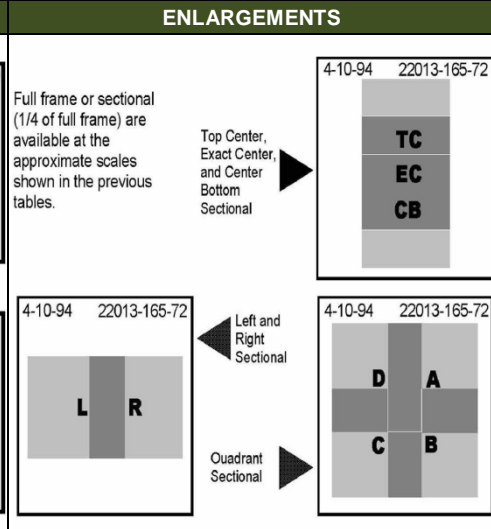 ENLARGEMENTS
Full frame or sectional
(1/4 of full frame) are
available at the
approximate scales
shown in the previous
tables.
Top Center,
Exact Center,
and Center
Bottom
Sectional
4-10-94 22013-165-72
TC
EC
CB
4-10-94 22013-165-72
L R
Left and
Right
Sectional
4-10-94 22013-165-72
D A
C B
Quadrant
Sectional